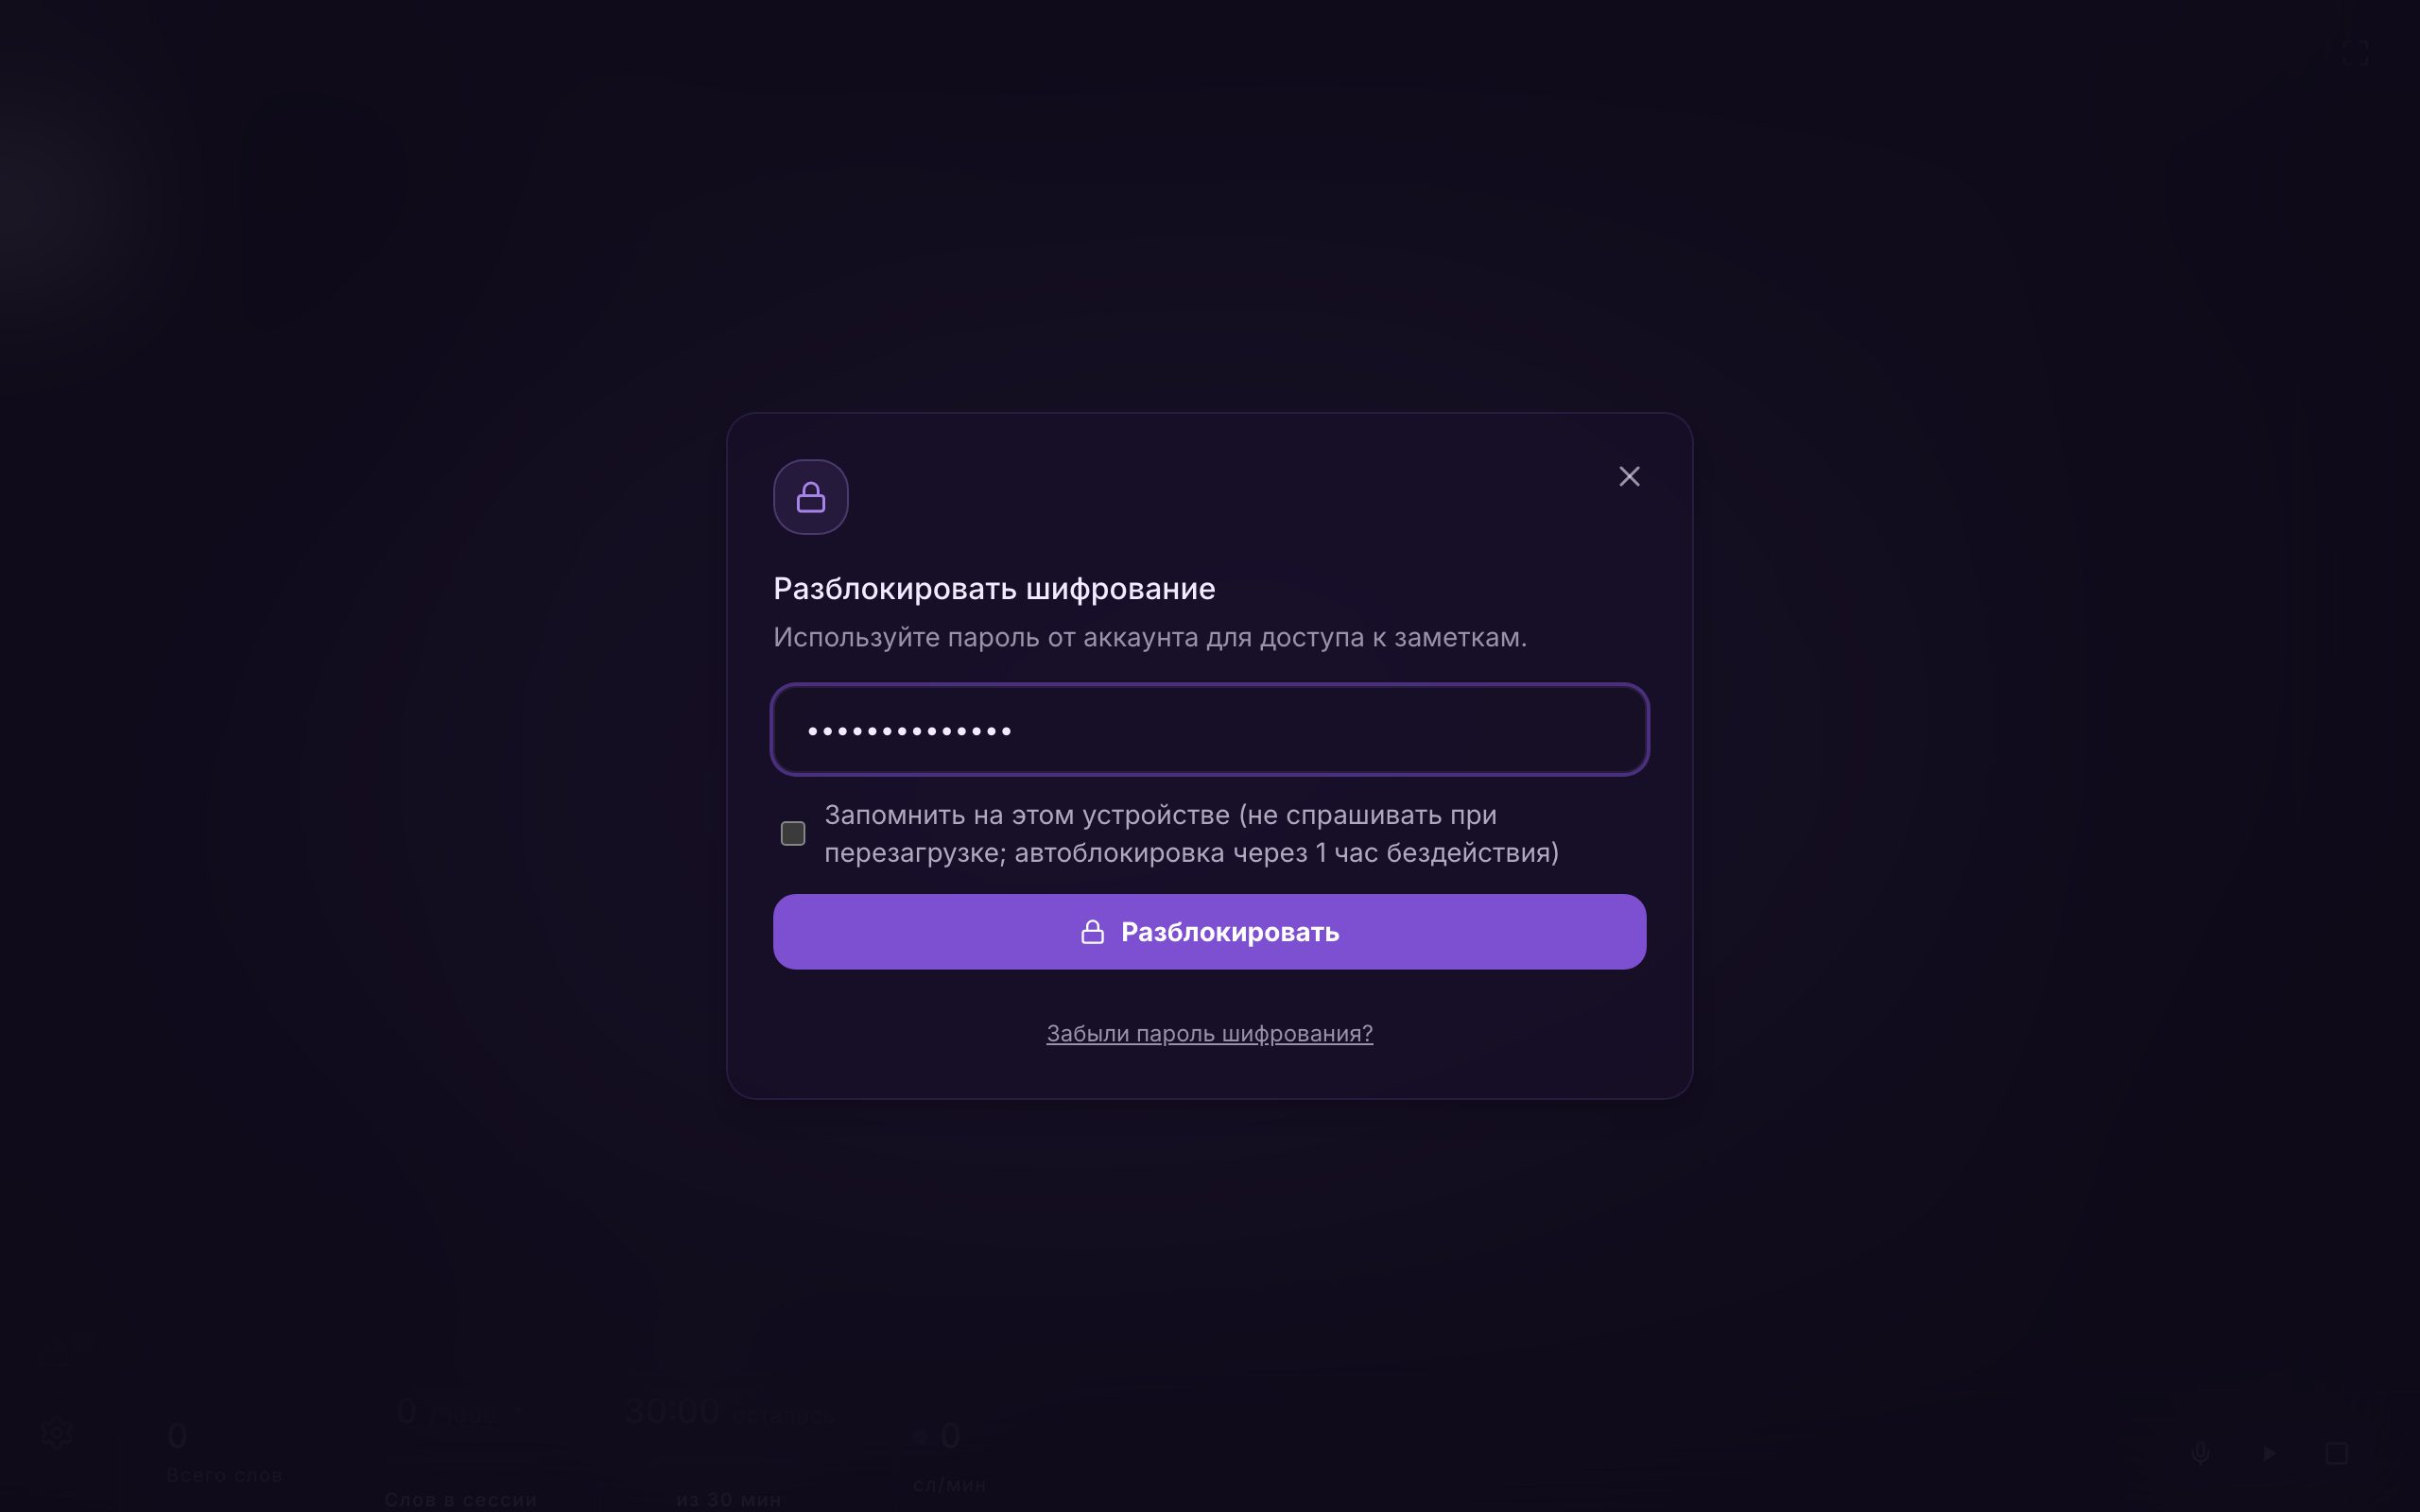 Разблокировать шифрование
Используйте пароль от аккаунта для доступа к заметкам.
••••••••••••••
Запомнить на этом устройстве (не спрашивать при
перезагрузке; автоблокировка через 1 час бездействия)
Разблокировать
Забыли пароль шифрования?
0
30:00 осталось
0
0
Всего слов
сл/мин
Слов в сессии
из 30 мин